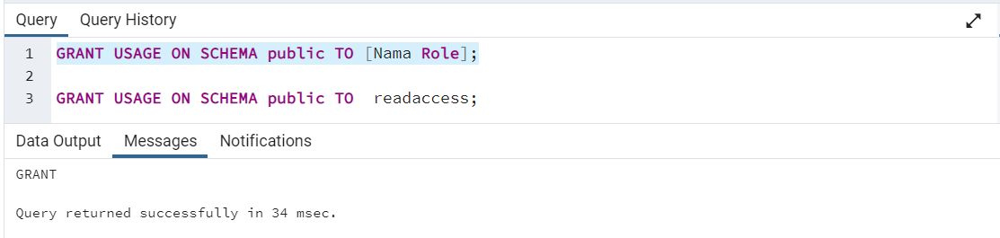 Query Query History
1 GRANT USAGE ON SCHEMA public TO [Nama Role];
2
3 GRANT USAGE ON SCHEMA public TO  readaccess;
Data Output Messages Notifications
GRANT
Query returned successfully in 34 msec.